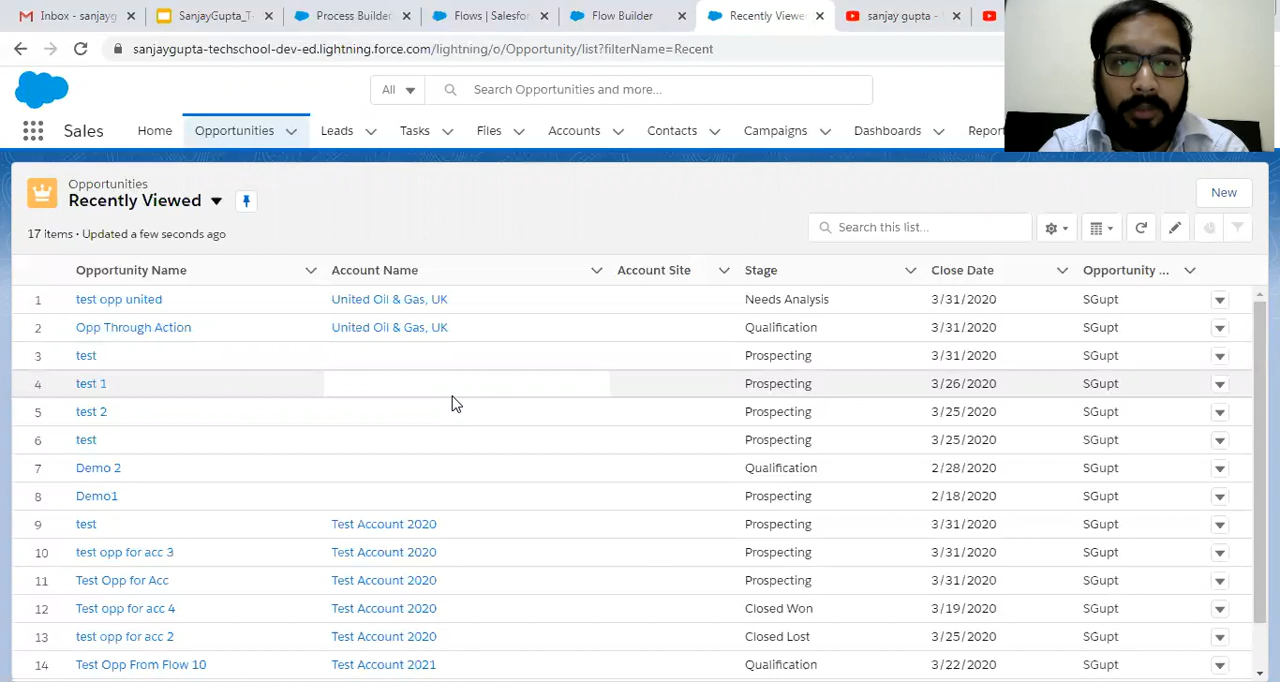 Inbox - sanjayg
SanjayGupta_T
Process Builder
Flows | Salesfor
Flow Builder
Recently Viewe
sanjay gupta -
sanjaygupta-techschool-dev-ed.lightning.force.com/lightning/o/Opportunity/list?filterName=Recent
All
Search Opportunities and more...
Sales
Home
Opportunities
Leads
Tasks
Files
Accounts
Contacts
Campaigns
Dashboards
Report
Opportunities
Recently Viewed
New
17 items • Updated a few seconds ago
Search this list...
Opportunity Name Account Name Account Site Stage Close Date Opportunity ...
1 test opp united United Oil & Gas, UK Needs Analysis 3/31/2020 SGupt
2 Opp Through Action United Oil & Gas, UK Qualification 3/31/2020 SGupt
3 test Prospecting 3/31/2020 SGupt
4 test 1 Prospecting 3/26/2020 SGupt
5 test 2 Prospecting 3/25/2020 SGupt
6 test Prospecting 3/25/2020 SGupt
7 Demo 2 Qualification 2/28/2020 SGupt
8 Demo1 Prospecting 2/18/2020 SGupt
9 test Test Account 2020 Prospecting 3/31/2020 SGupt
10 test opp for acc 3 Test Account 2020 Prospecting 3/31/2020 SGupt
11 Test Opp for Acc Test Account 2020 Prospecting 3/31/2020 SGupt
12 Test opp for acc 4 Test Account 2020 Closed Won 3/19/2020 SGupt
13 test opp for acc 2 Test Account 2020 Closed Lost 3/25/2020 SGupt
14 Test Opp From Flow 10 Test Account 2021 Qualification 3/22/2020 SGupt